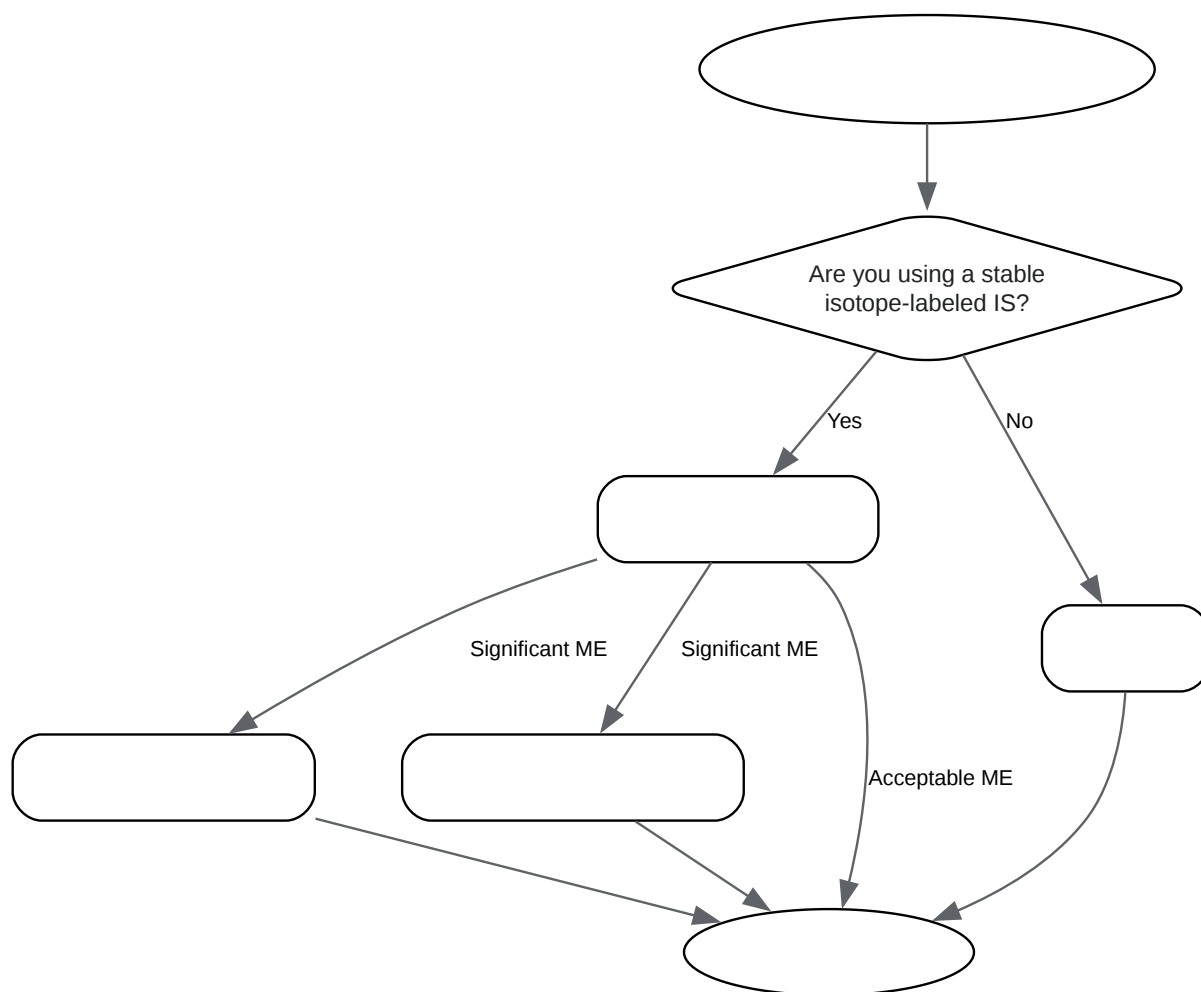 Are you using a stable
isotope-labeled IS?
Yes
No
Significant ME
Significant ME
Acceptable ME